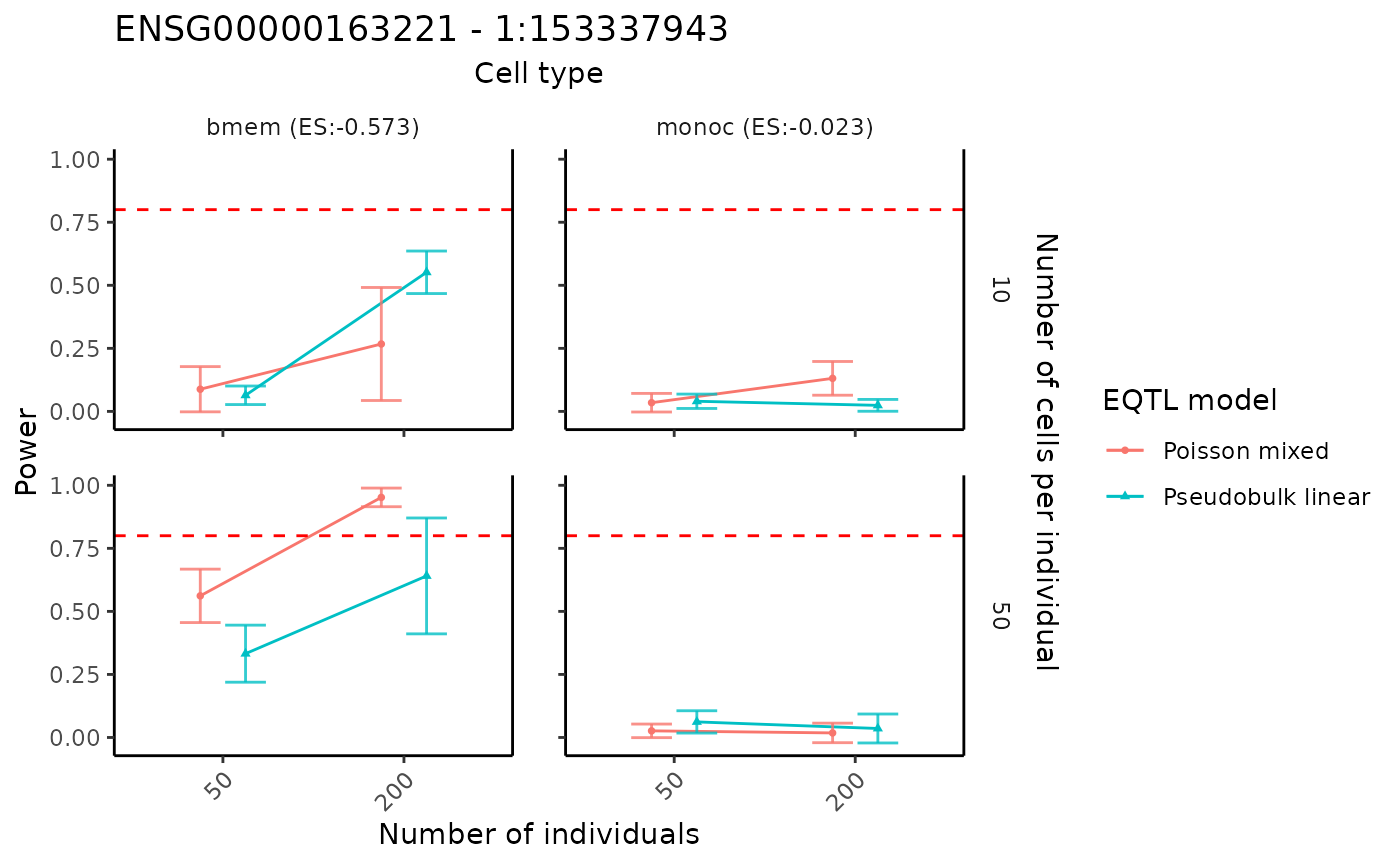 ENSG00000163221 - 1:153337943
Cell type
bmem (ES:-0.573)
monoc (ES:-0.023)
1.00
0.75
0.50
0.25
0.00
10
1.00
0.75
0.50
0.25
0.00
50
Power
Number of cells per individual
50
200
50
200
Number of individuals
EQTL model
Poisson mixed
Pseudobulk linear